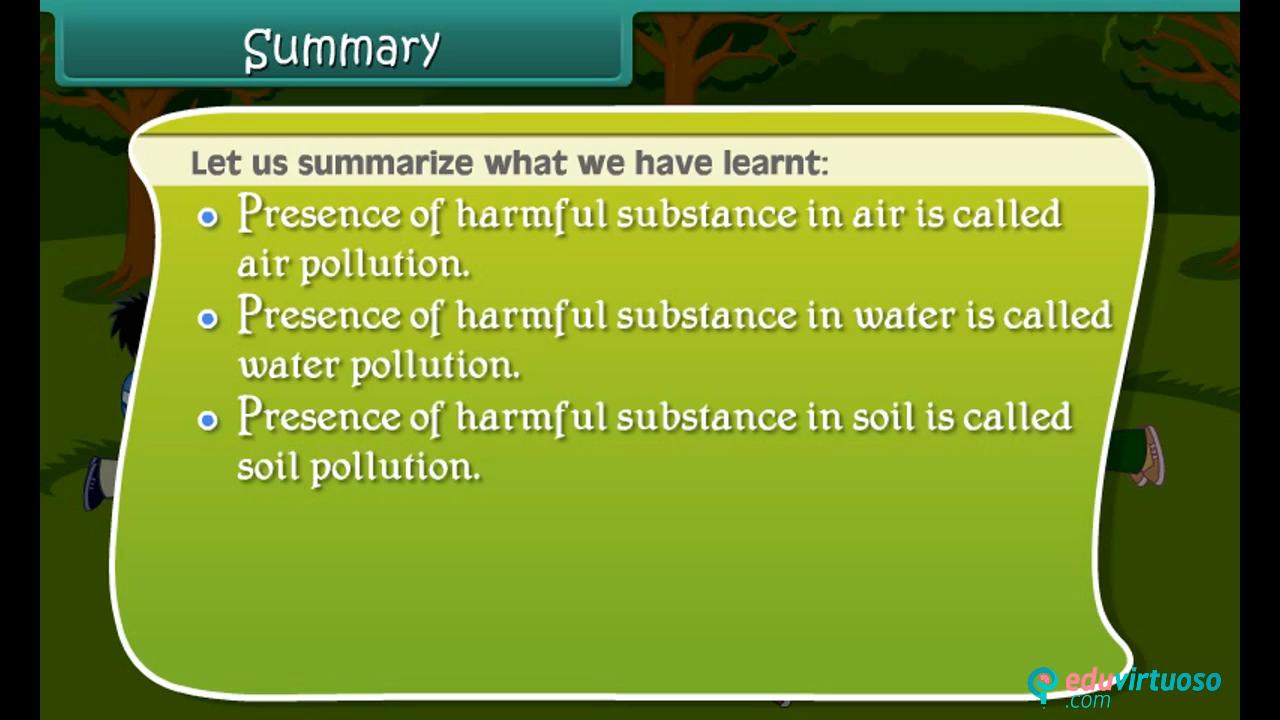 Summary
Let us summarize what we have learnt:
Presence of harmful substance in air is called
air pollution.
Presence of harmful substance in water is called
water pollution.
Presence of harmful substance in soil is called
soil pollution.
eduvirtuoso
.com